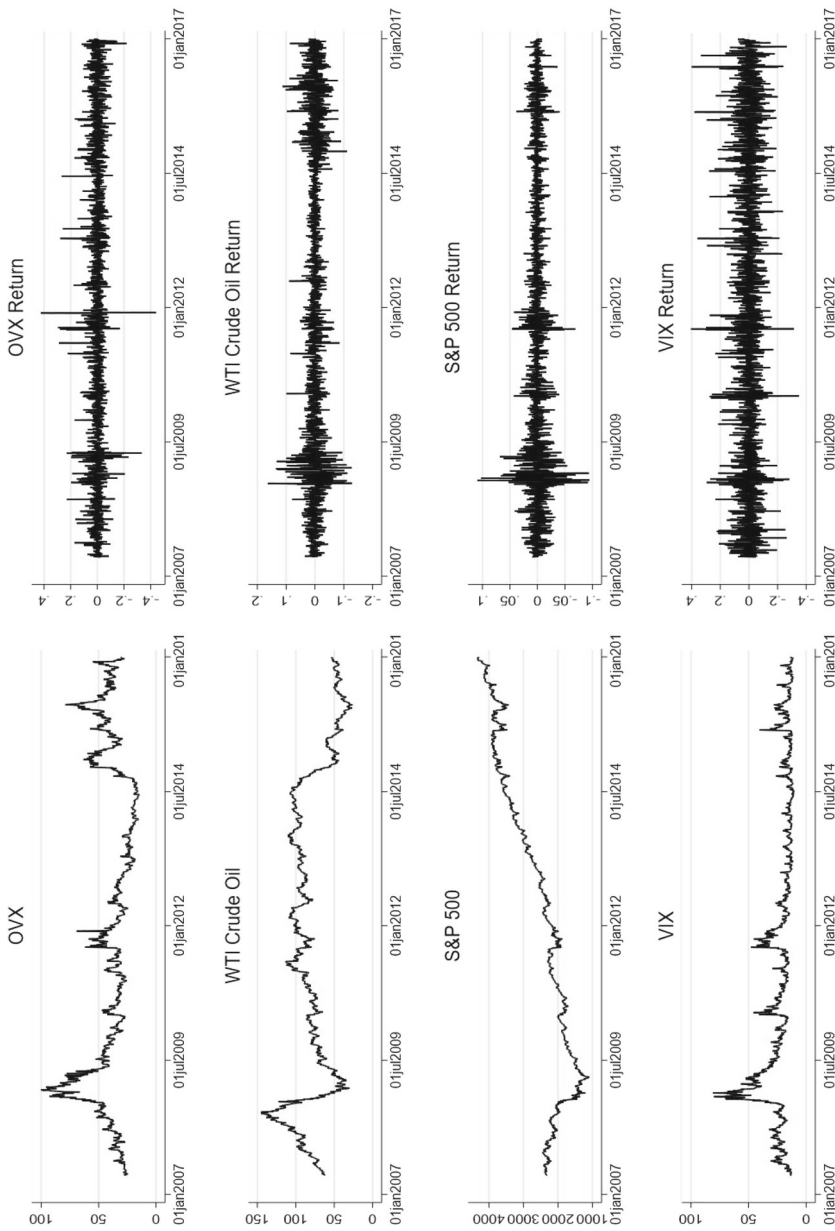 OVX
100
50
0
01jan2007
01jul2009
01jan2012
01jul2014
01jan201
OVX Return
.4
.2
0
-.2
-.4
01jan2007
01jul2009
01jan2012
01jul2014
01jan2017
WTI Crude Oil
150
100
50
0
01jan2007
01jul2009
01jan2012
01jul2014
01jan201
WTI Crude Oil Return
.2
.1
0
-.1
-.2
01jan2007
01jul2009
01jan2012
01jul2014
01jan2017
S&P 500
4000
3000
2000
1000
01jan2007
01jul2009
01jan2012
01jul2014
01jan201
S&P 500 Return
.1
.05
0
-.05
-.1
01jan2007
01jul2009
01jan2012
01jul2014
01jan2017
VIX
100
50
0
01jan2007
01jul2009
01jan2012
01jul2014
01jan201
VIX Return
.4
.2
0
-.2
-.4
01jan2007
01jul2009
01jan2012
01jul2014
01jan2017